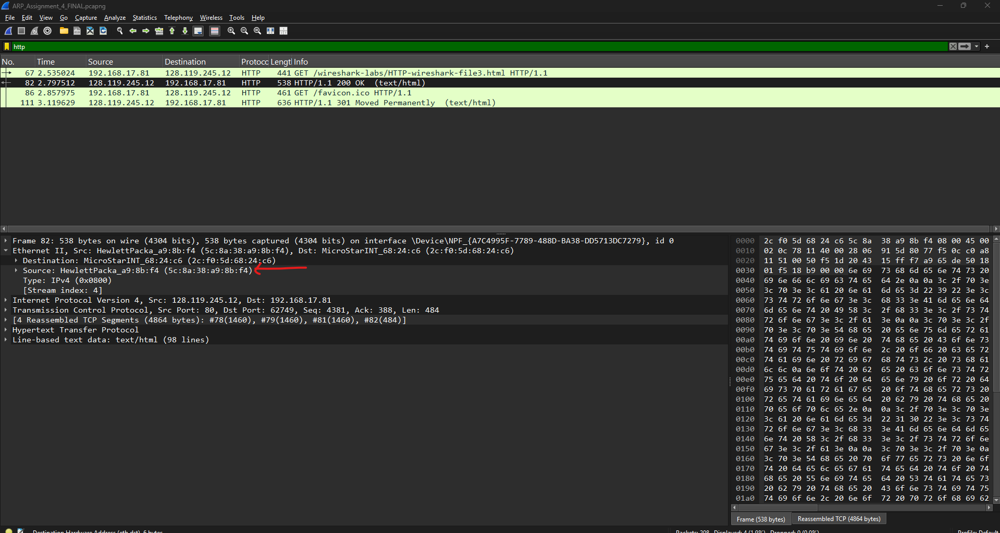 ARP_Assignment_4_FINAL.pcapng
File Edit View Go Capture Analyze Statistics Telephony Wireless Tools Help
http
No. Time Source Destination Protocc Lengtl Info
67 2.535024 192.168.17.81 128.119.245.12 HTTP 441 GET /wireshark-labs/HTTP-wireshark-file3.html HTTP/1.1
82 2.797512 128.119.245.12 192.168.17.81 HTTP 538 HTTP/1.1 200 OK (text/html)
86 2.857975 192.168.17.81 128.119.245.12 HTTP 461 GET /favicon.ico HTTP/1.1
111 3.119629 128.119.245.12 192.168.17.81 HTTP 636 HTTP/1.1 301 Moved Permanently (text/html)
Frame 82: 538 bytes on wire (4304 bits), 538 bytes captured (4304 bits) on interface \Device\NPF_{A7C4995F-7789-488D-BA38-DD5713DC7279}, id 0
Ethernet II, Src: HewlettPacka_a9:8b:f4 (5c:8a:38:a9:8b:f4), Dst: MicroStarINT_68:24:c6 (2c:f0:5d:68:24:c6)
Destination: MicroStarINT_68:24:c6 (2c:f0:5d:68:24:c6)
Source: HewlettPacka_a9:8b:f4 (5c:8a:38:a9:8b:f4)
Type: IPv4 (0x0800)
[Stream index: 4]
Internet Protocol Version 4, Src: 128.119.245.12, Dst: 192.168.17.81
Transmission Control Protocol, Src Port: 80, Dst Port: 62749, Seq: 4381, Ack: 388, Len: 484
[4 Reassembled TCP Segments (4864 bytes): #78(1460), #79(1460), #81(1460), #82(484)]
Hypertext Transfer Protocol
Line-based text data: text/html (98 lines)
0000 2c f0 5d 68 24 c6 5c 8a 38 a9 8b f4 08 00 45 00
0010 02 0c 78 11 40 00 28 06 91 5d 80 77 f5 0c c0 a8
0020 11 51 00 50 f5 1d 20 43 15 ff f7 a9 65 de 50 18
0030 01 f5 18 b9 00 00 6e 69 73 68 6d 65 6e 74 73 20
0040 69 6e 66 6c 69 63 74 65 64 2e 0a 0a 3c 2f 70 3e
0050 3c 70 3e 3c 61 20 6e 61 6d 65 3d 22 39 22 3e 3c
0060 73 74 72 6f 6e 67 3e 3c 68 33 3e 41 6d 65 6e 64
0070 6d 65 6e 74 20 49 58 3c 2f 68 33 3e 3c 2f 73 74
0080 72 6f 6e 67 3e 3c 2f 61 3e 0a 0a 3c 70 3e 3c 2f
0090 70 3e 3c 70 3e 54 68 65 20 65 6e 75 6d 65 72 61
00a0 74 69 6f 6e 20 69 6e 20 74 68 65 20 43 6f 6e 73
00b0 74 69 74 75 74 69 6f 6e 2c 20 6f 66 20 63 65 72
00c0 74 61 69 6e 20 72 69 67 68 74 73 2c 20 73 68 61
00d0 6c 6c 0a 6e 6f 74 20 62 65 20 63 6f 6e 73 74 72
00e0 75 65 64 20 74 6f 20 64 65 6e 79 20 6f 72 20 64
00f0 69 73 70 61 72 61 67 65 20 6f 74 68 65 72 73 20
0100 72 65 74 61 69 6e 65 64 20 62 79 20 74 68 65 20
0110 70 65 6f 70 6c 65 2e 0a 0a 3c 2f 70 3e 3c 70 3e
0120 3c 61 20 6e 61 6d 65 3d 22 31 30 22 3e 3c 73 74
0130 72 6f 6e 67 3e 3c 68 33 3e 41 6d 65 6e 64 6d 65
0140 6e 74 20 58 3c 2f 68 33 3e 3c 2f 73 74 72 6f 6e
0150 67 3e 3c 2f 61 3e 0a 0a 3c 70 3e 3c 2f 70 3e 0a
0160 3c 70 3e 54 68 65 20 70 6f 77 65 72 73 20 6e 6f
0170 74 20 64 65 6c 65 67 61 74 65 64 20 74 6f 20 74
0180 68 65 20 55 6e 69 74 65 64 20 53 74 61 74 65 73
0190 20 62 79 20 74 68 65 20 43 6f 6e 73 74 69 74 75
01a0 74 69 6f 6e 2c 20 6e 6f 72 20 70 72 6f 68 69 62
Frame (538 bytes) Reassembled TCP (4864 bytes)
Destination Hardware Address (eth.dst), 6 bytes
Packets: 208 · Displayed: 4 (1.9%) · Dropped: 0 (0.0%)
Profile: Default